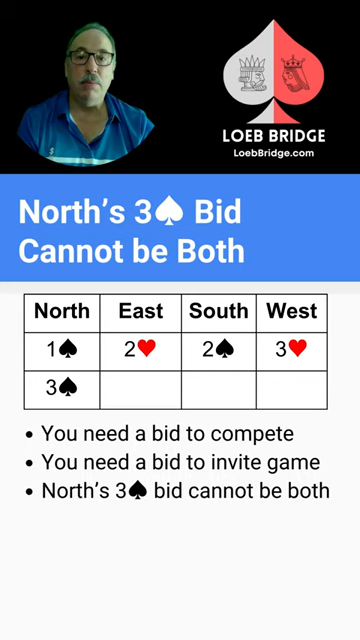 LOEB BRIDGE
LoebBridge.com
North's 3♠ Bid
Cannot be Both
North East South West
1♠ 2♥ 2♠ 3♥
3♠
• You need a bid to compete
• You need a bid to invite game
• North's 3♠ bid cannot be both